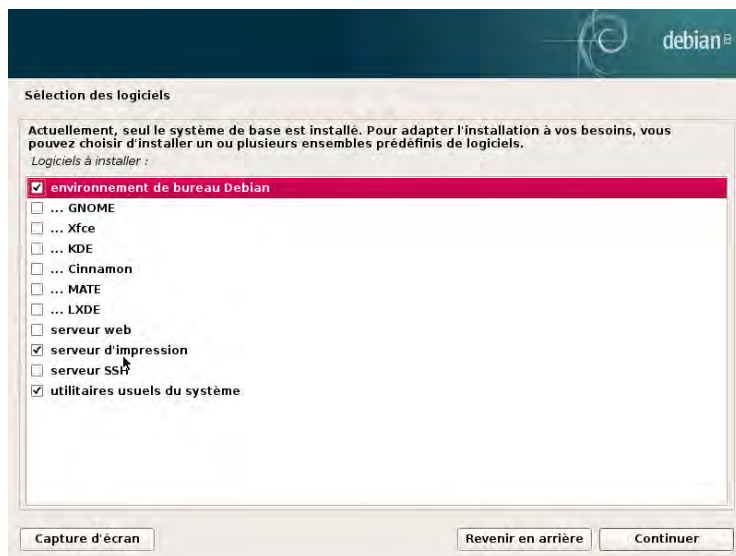 debian 8
Sélection des logiciels
Actuellement, seul le système de base est installé. Pour adapter l'installation à vos besoins, vous
pouvez choisir d'installer un ou plusieurs ensembles prédéfinis de logiciels.
Logiciels à installer :
environnement de bureau Debian
... GNOME
... Xfce
... KDE
... Cinnamon
... MATE
... LXDE
serveur web
serveur d'impression
serveur SSH
utilitaires usuels du système
Capture d'écran
Revenir en arrière
Continuer